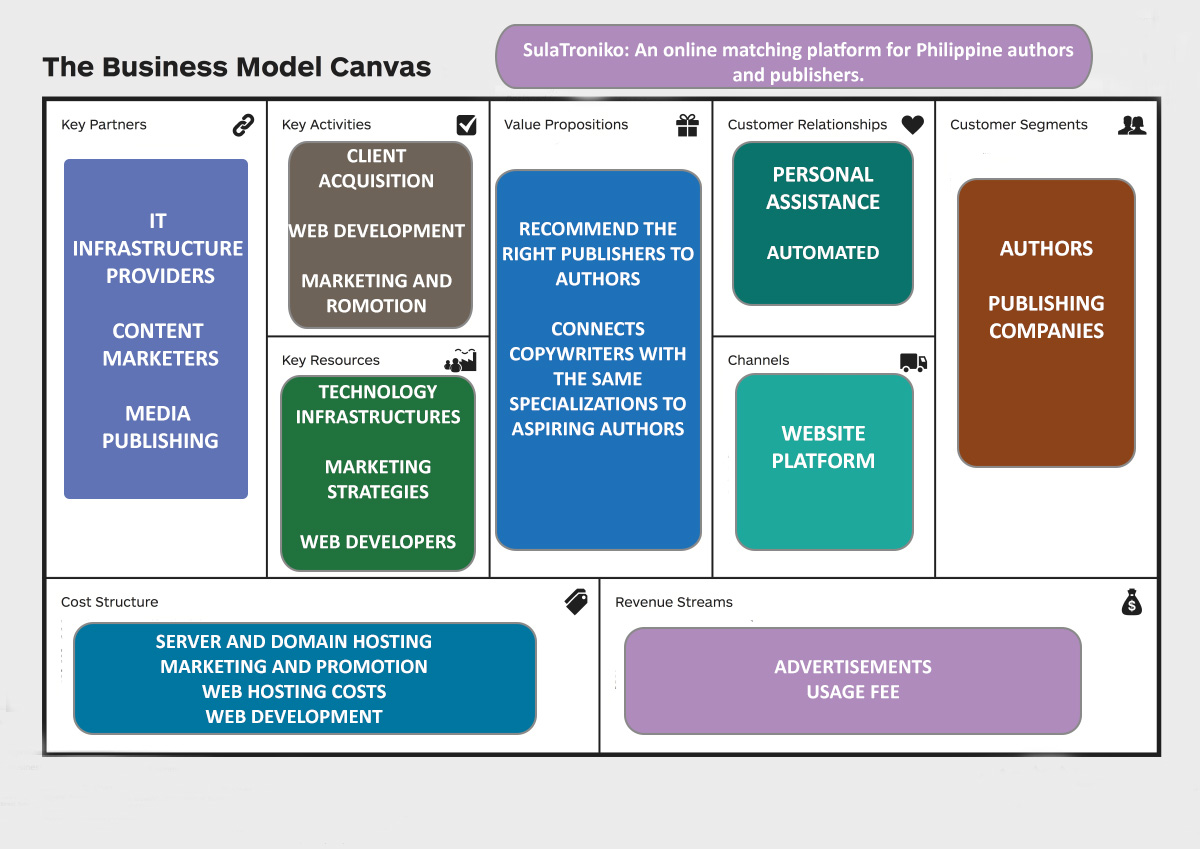 The Business Model Canvas
SulaTroniko: An online matching platform for Philippine authors
and publishers.
Key Partners
IT
INFRASTRUCTURE
PROVIDERS
CONTENT
MARKETERS
MEDIA
PUBLISHING
Key Activities
CLIENT
ACQUISITION
WEB DEVELOPMENT
MARKETING AND
ROMOTION
Key Resources
TECHNOLOGY
INFRASTRUCTURES
MARKETING
STRATEGIES
WEB DEVELOPERS
Value Propositions
RECOMMEND THE
RIGHT PUBLISHERS TO
AUTHORS
CONNECTS
COPYWRITERS WITH
THE SAME
SPECIALIZATIONS TO
ASPIRING AUTHORS
Customer Relationships
PERSONAL
ASSISTANCE
AUTOMATED
Channels
WEBSITE
PLATFORM
Customer Segments
AUTHORS
PUBLISHING
COMPANIES
Cost Structure
SERVER AND DOMAIN HOSTING
MARKETING AND PROMOTION
WEB HOSTING COSTS
WEB DEVELOPMENT
Revenue Streams
$
ADVERTISEMENTS
USAGE FEE